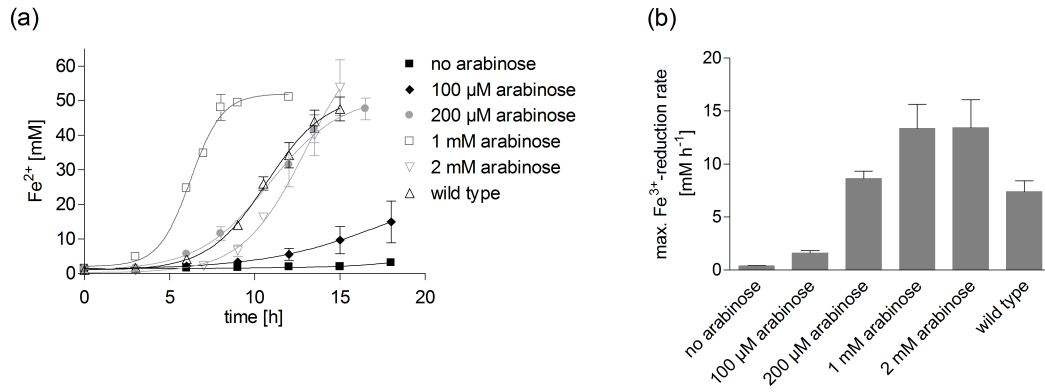 (a)
60
50
40
30
20
10
0
Fe2+ [mM]
0 5 10 15 20
time [h]
no arabinose
100 µM arabinose
200 µM arabinose
1 mM arabinose
2 mM arabinose
wild type
(b)
20
15
10
5
0
max. Fe3+-reduction rate
[mM h-1]
no arabinose
100 µM arabinose
200 µM arabinose
1 mM arabinose
2 mM arabinose
wild type